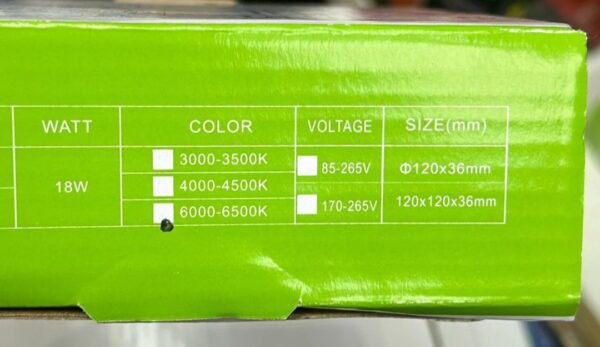 WATT COLOR VOLTAGE SIZE(mm)
18W
3000-3500K
4000-4500K
6000-6500K
85-265V
170-265V
Φ120x36mm
120x120x36mm